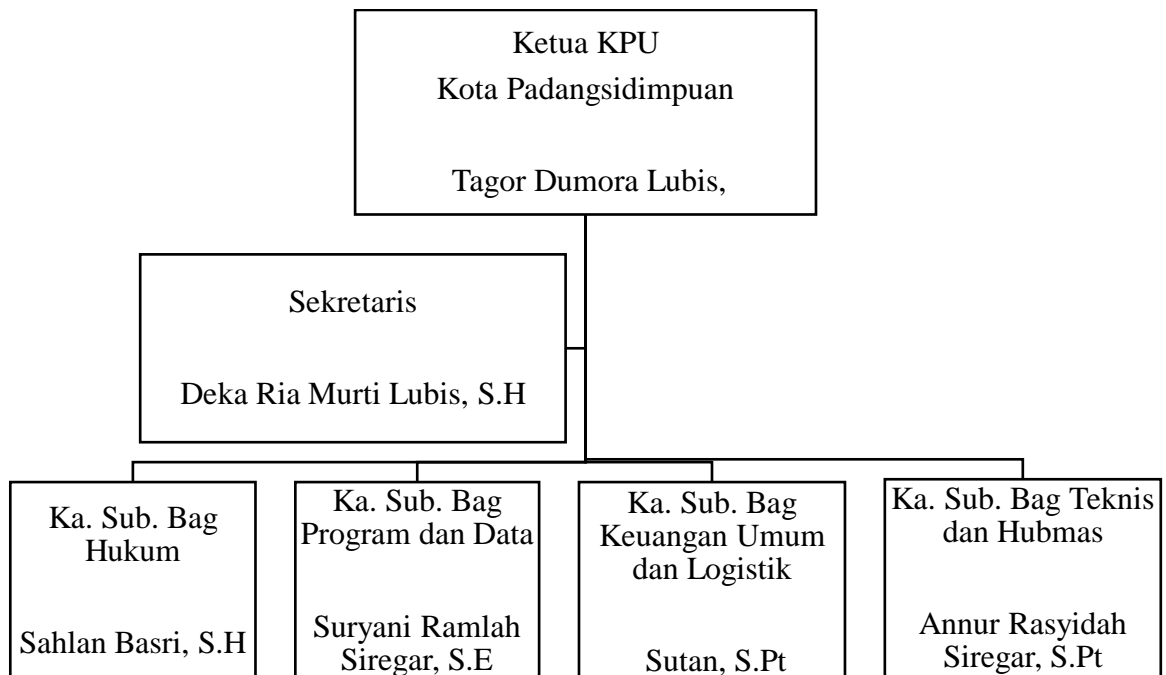 Ketua KPU
Kota Padangsidimpuan
Tagor Dumora Lubis,
Sekretaris
Deka Ria Murti Lubis, S.H
Ka. Sub. Bag
Hukum
Sahlan Basri, S.H
Ka. Sub. Bag
Program dan Data
Suryani Ramlah
Siregar, S.E
Ka. Sub. Bag
Keuangan Umum
dan Logistik
Sutan, S.Pt
Ka. Sub. Bag Teknis
dan Hubmas
Annur Rasyidah
Siregar, S.Pt